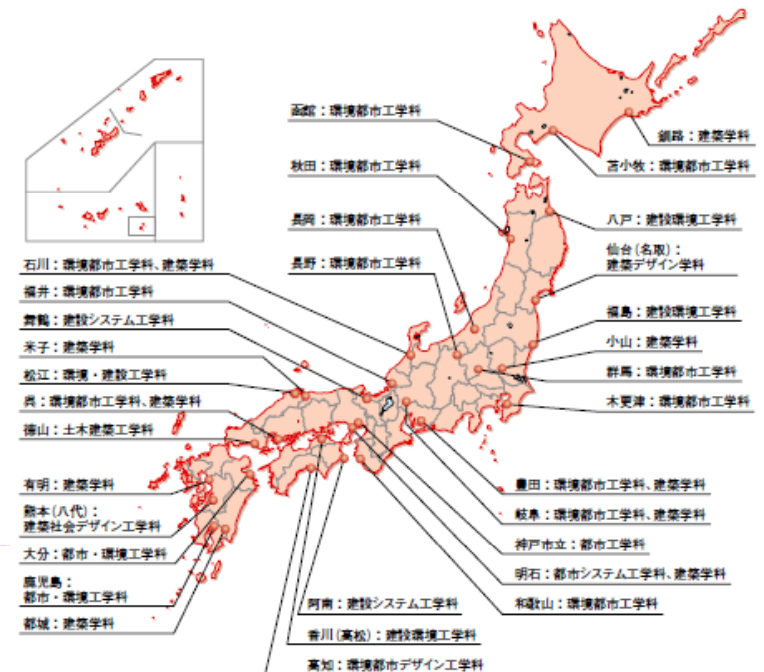 函館：環境都市工学科
釧路：建築学科
苫小牧：環境都市工学科
秋田：環境都市工学科
長岡：環境都市工学科
八戸：建設環境工学科
仙台(名取)：
建築デザイン学科
石川：環境都市工学科、建築学科
長野：環境都市工学科
福井：環境都市工学科
舞鶴：建設システム工学科
福島：建設環境工学科
米子：建築学科
小山：建築学科
松江：環境・建設工学科
群馬：環境都市工学科
呉：環境都市工学科、建築学科
木更津：環境都市工学科
徳山：土木建築工学科
有明：建築学科
豊田：環境都市工学科、建築学科
熊本(八代)：
建築社会デザイン工学科
岐阜：環境都市工学科、建築学科
大分：都市・環境工学科
神戸市立：都市工学科
明石：都市システム工学科、建築学科
鹿児島：
都市・環境工学科
和歌山：環境都市工学科
都城：建築学科
阿南：建設システム工学科
香川(高松)：建設環境工学科
高知：環境都市デザイン工学科